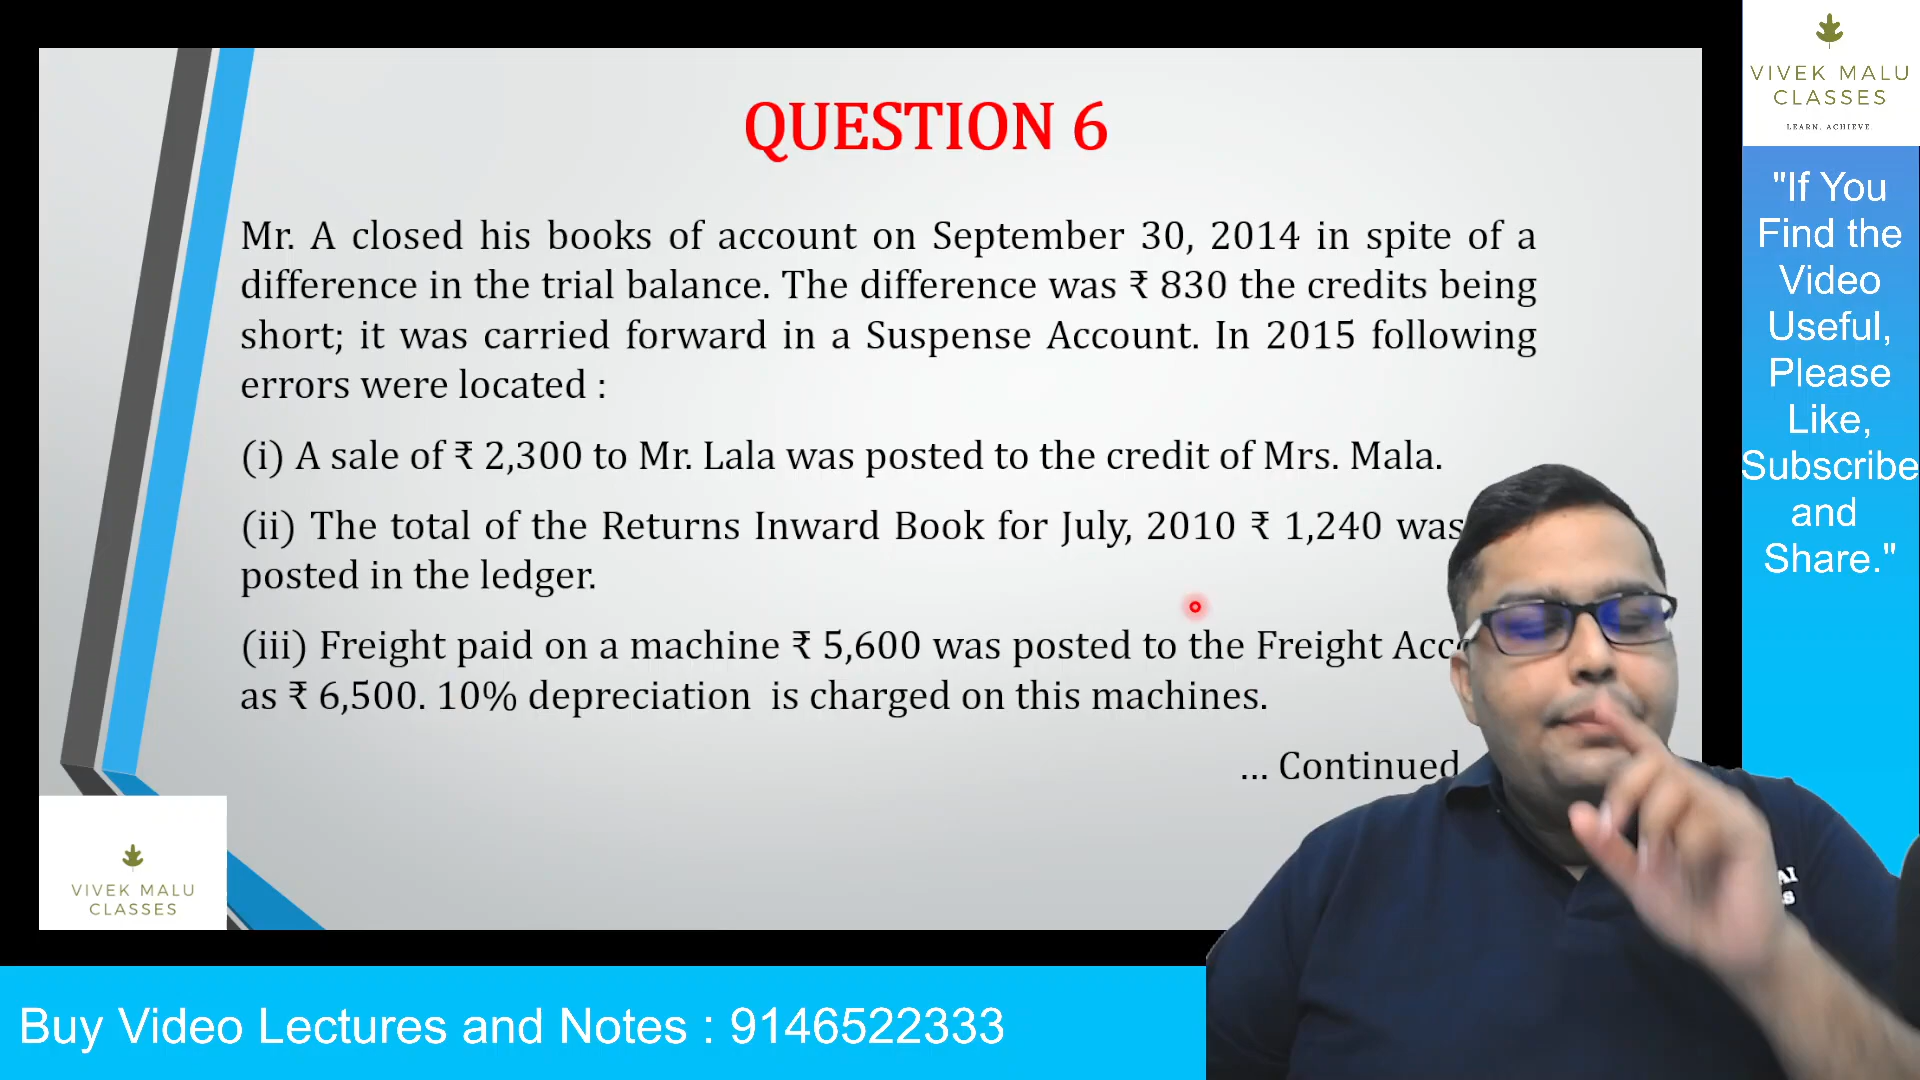 QUESTION 6
Mr. A closed his books of account on September 30, 2014 in spite of a
difference in the trial balance. The difference was ₹ 830 the credits being
short; it was carried forward in a Suspense Account. In 2015 following
errors were located :
(i) A sale of ₹ 2,300 to Mr. Lala was posted to the credit of Mrs. Mala.
(ii) The total of the Returns Inward Book for July, 2010 ₹ 1,240 was
posted in the ledger.
(iii) Freight paid on a machine ₹ 5,600 was posted to the Freight
as ₹ 6,500. 10% depreciation is charged on this machines.
... Continued
VIVEK MALU
CLASSES
VIVEK MALU
CLASSES
LEARN. ACHIEVE.
"If You
Find the
Video
Useful,
Please
Like,
Subscribe
and
Share."
Buy Video Lectures and Notes : 9146522333